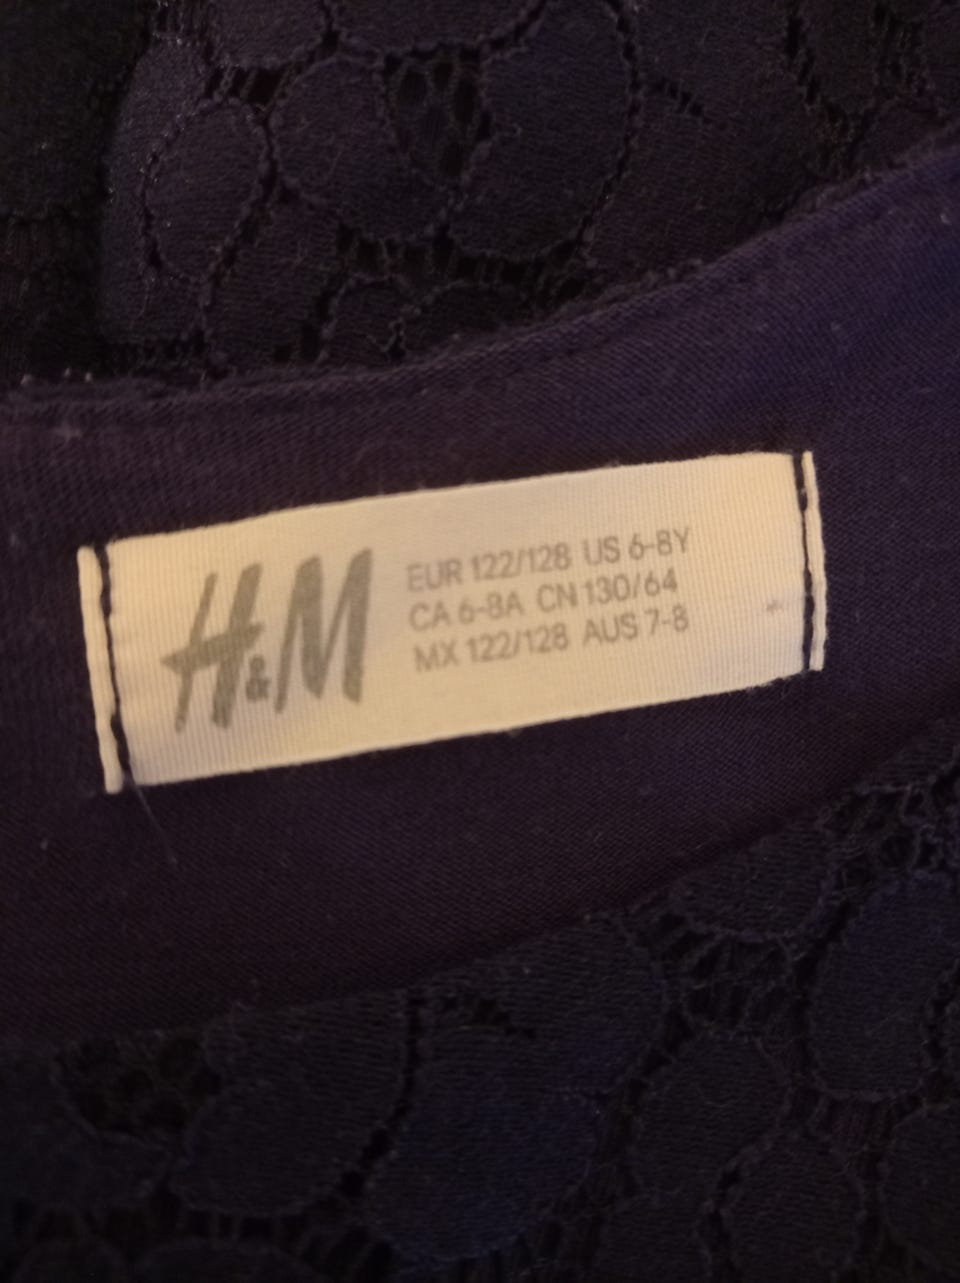 H&M
EUR 122/128 US 6-8Y
CA 6-8A CN 130/64
MX 122/128 AUS 7-8